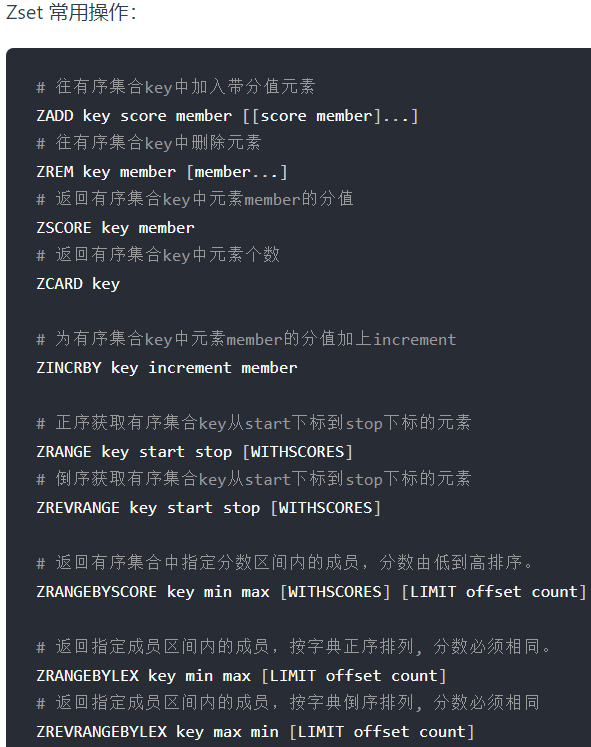 Zset 常用操作：
# 往有序集合key中加入带分值元素
ZADD key score member [[score member]...]
# 往有序集合key中删除元素
ZREM key member [member...]
# 返回有序集合key中元素member的分值
ZSCORE key member
# 返回有序集合key中元素个数
ZCARD key
# 为有序集合key中元素member的分值加上increment
ZINCRBY key increment member
# 正序获取有序集合key从start下标到stop下标的元素
ZRANGE key start stop [WITHSCORES]
# 倒序获取有序集合key从start下标到stop下标的元素
ZREVRANGE key start stop [WITHSCORES]
# 返回有序集合中指定分数区间内的成员，分数由低到高排序。
ZRANGEBYSCORE key min max [WITHSCORES] [LIMIT offset count]
# 返回指定成员区间内的成员，按字典正序排列, 分数必须相同。
ZRANGEBYLEX key min max [LIMIT offset count]
# 返回指定成员区间内的成员，按字典倒序排列, 分数必须相同
ZREVRANGEBYLEX key max min [LIMIT offset count]